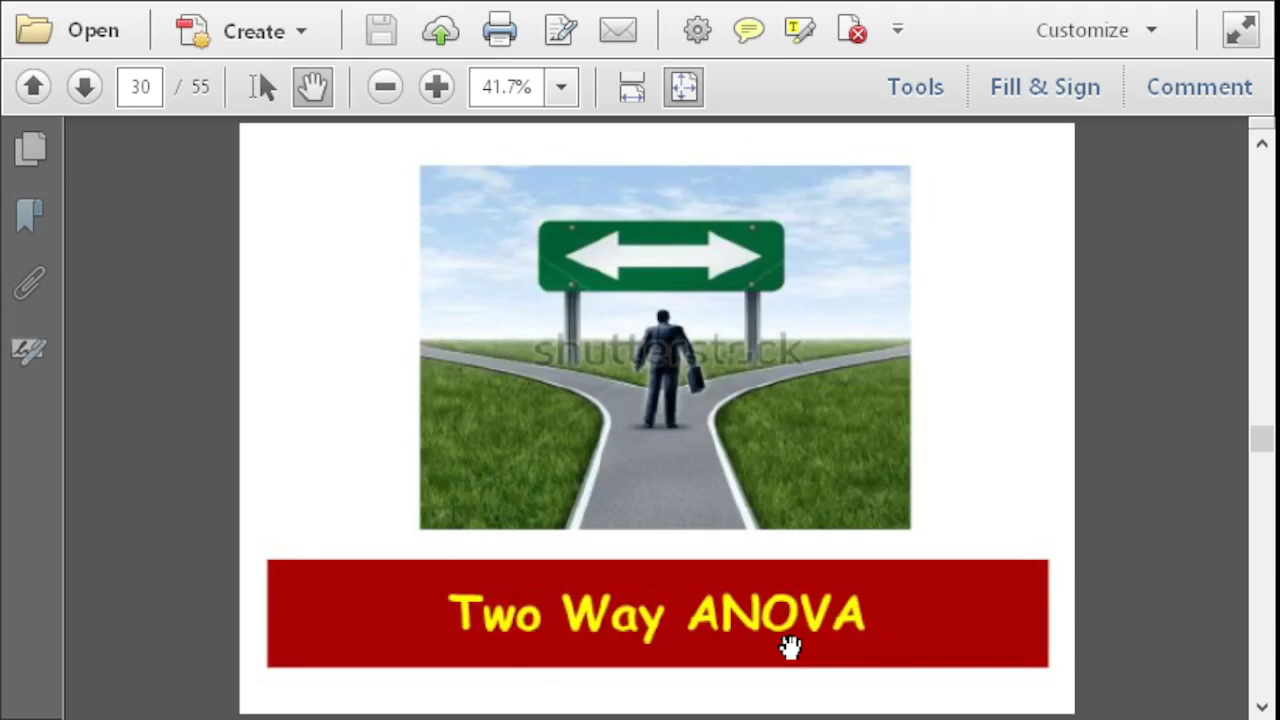 Open
Create
Customize
30 / 55
41.7%
Tools
Fill & Sign
Comment
shutterstock
Two Way ANOVA